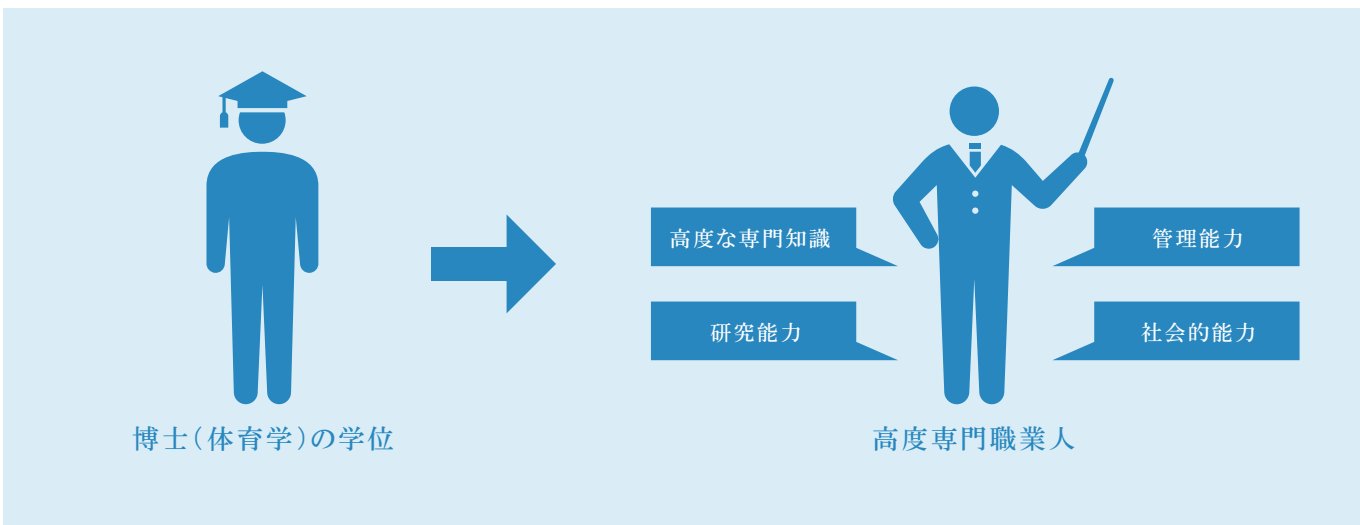 高度な専門知識
管理能力
研究能力
社会的能力
博士（体育学）の学位
高度専門職業人